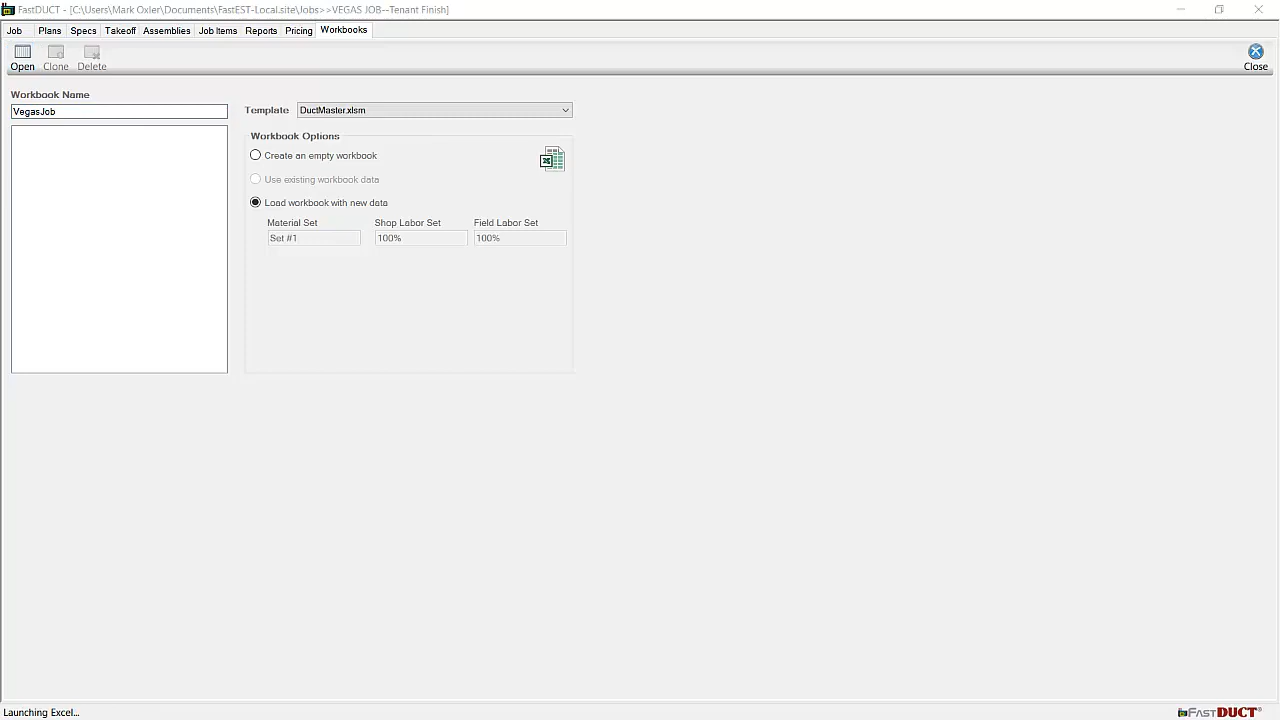 FastDUCT - [C:\Users\Mark Oxler\Documents\FastEST-Local.site\Jobs>>VEGAS JOB--Tenant Finish]
Job Plans Specs Takeoff Assemblies Job Items Reports Pricing Workbooks
Open Clone Delete Close
Workbook Name
VegasJob
Template DuctMaster.xlsm
Workbook Options
Create an empty workbook
Use existing workbook data
Load workbook with new data
Material Set Shop Labor Set Field Labor Set
Set #1 100% 100%
Launching Excel...
FASTDUCT®